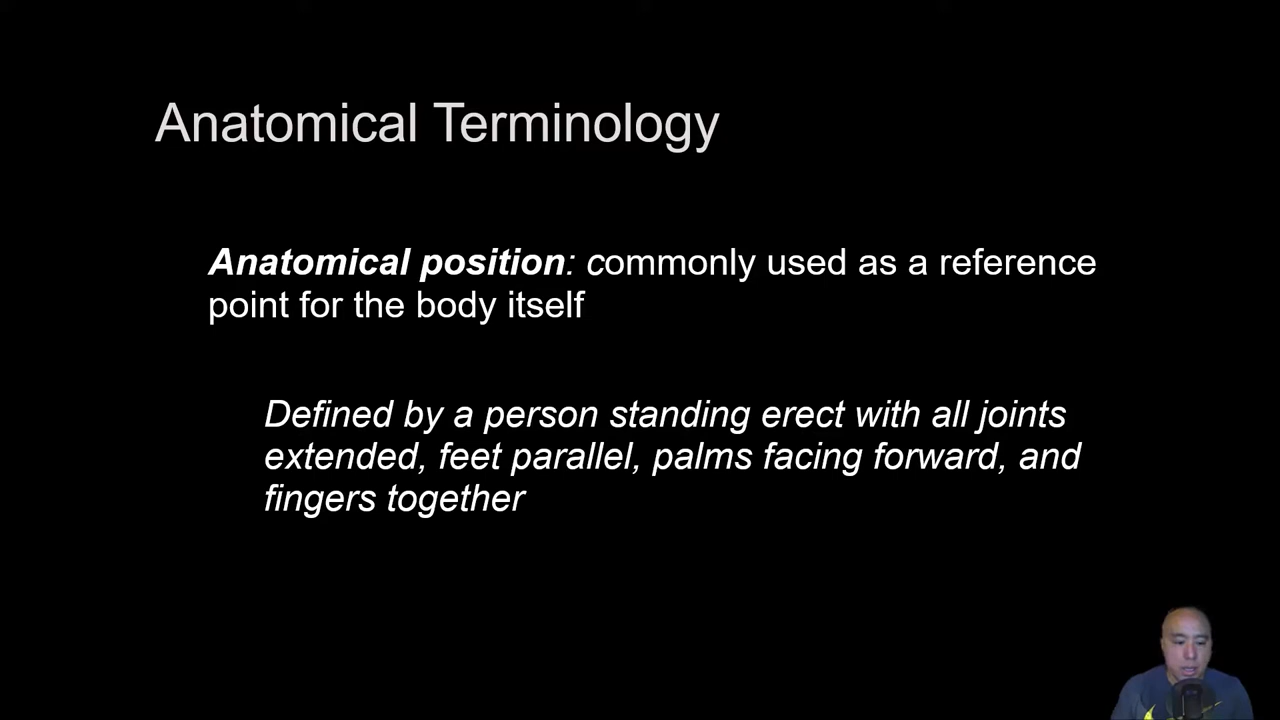 Anatomical Terminology
Anatomical position: commonly used as a reference
point for the body itself
Defined by a person standing erect with all joints
extended, feet parallel, palms facing forward, and
fingers together